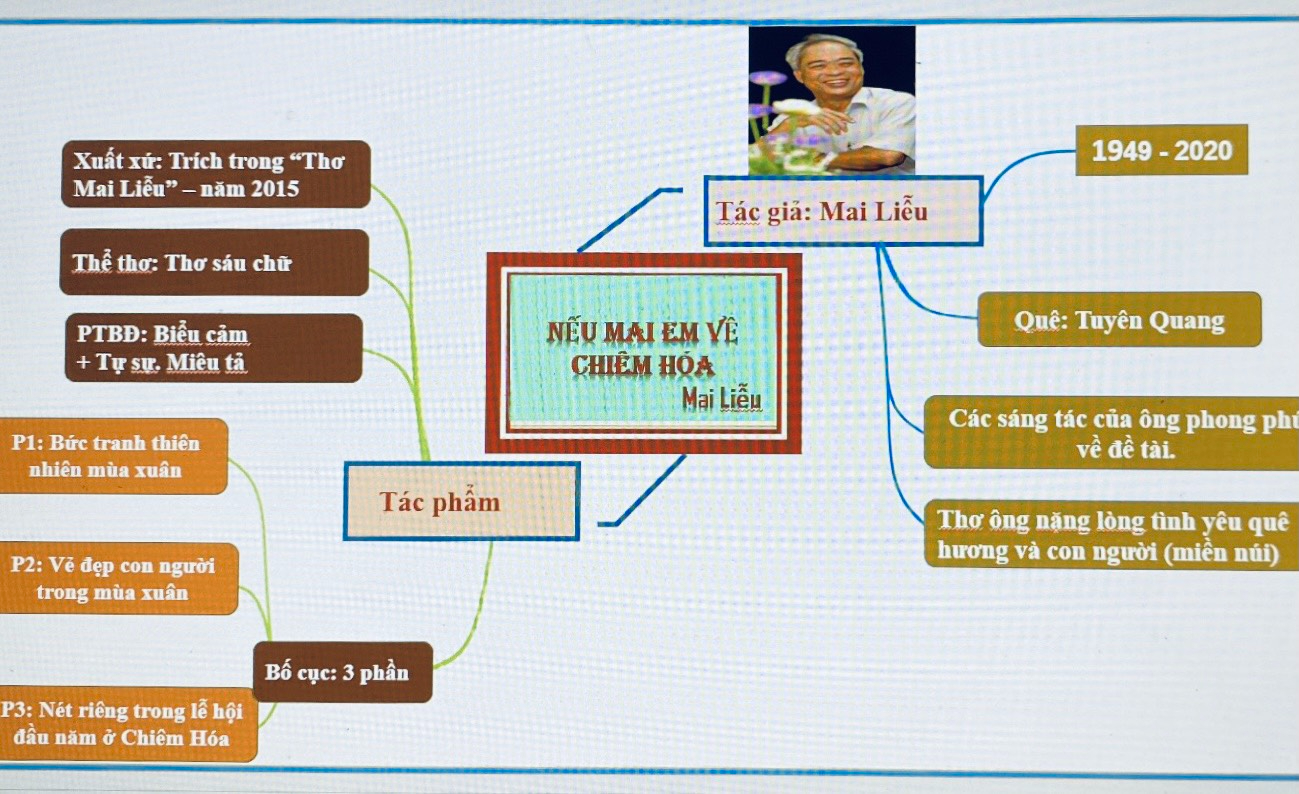 NẾU MAI EM VỀ
CHIÊM HÓA
Mai Liễu
Tác giả: Mai Liễu
1949 - 2020
Quê: Tuyên Quang
Các sáng tác của ông phong phú
về đề tài.
Thơ ông nặng lòng tình yêu quê
hương và con người (miền núi)
Tác phẩm
Xuất xứ: Trích trong “Thơ
Mai Liễu” – năm 2015
Thể thơ: Thơ sáu chữ
PTBĐ: Biểu cảm
+ Tự sự, Miêu tả
Bố cục: 3 phần
P1: Bức tranh thiên
nhiên mùa xuân
P2: Vẻ đẹp con người
trong mùa xuân
P3: Nét riêng trong lễ hội
đầu năm ở Chiêm Hóa